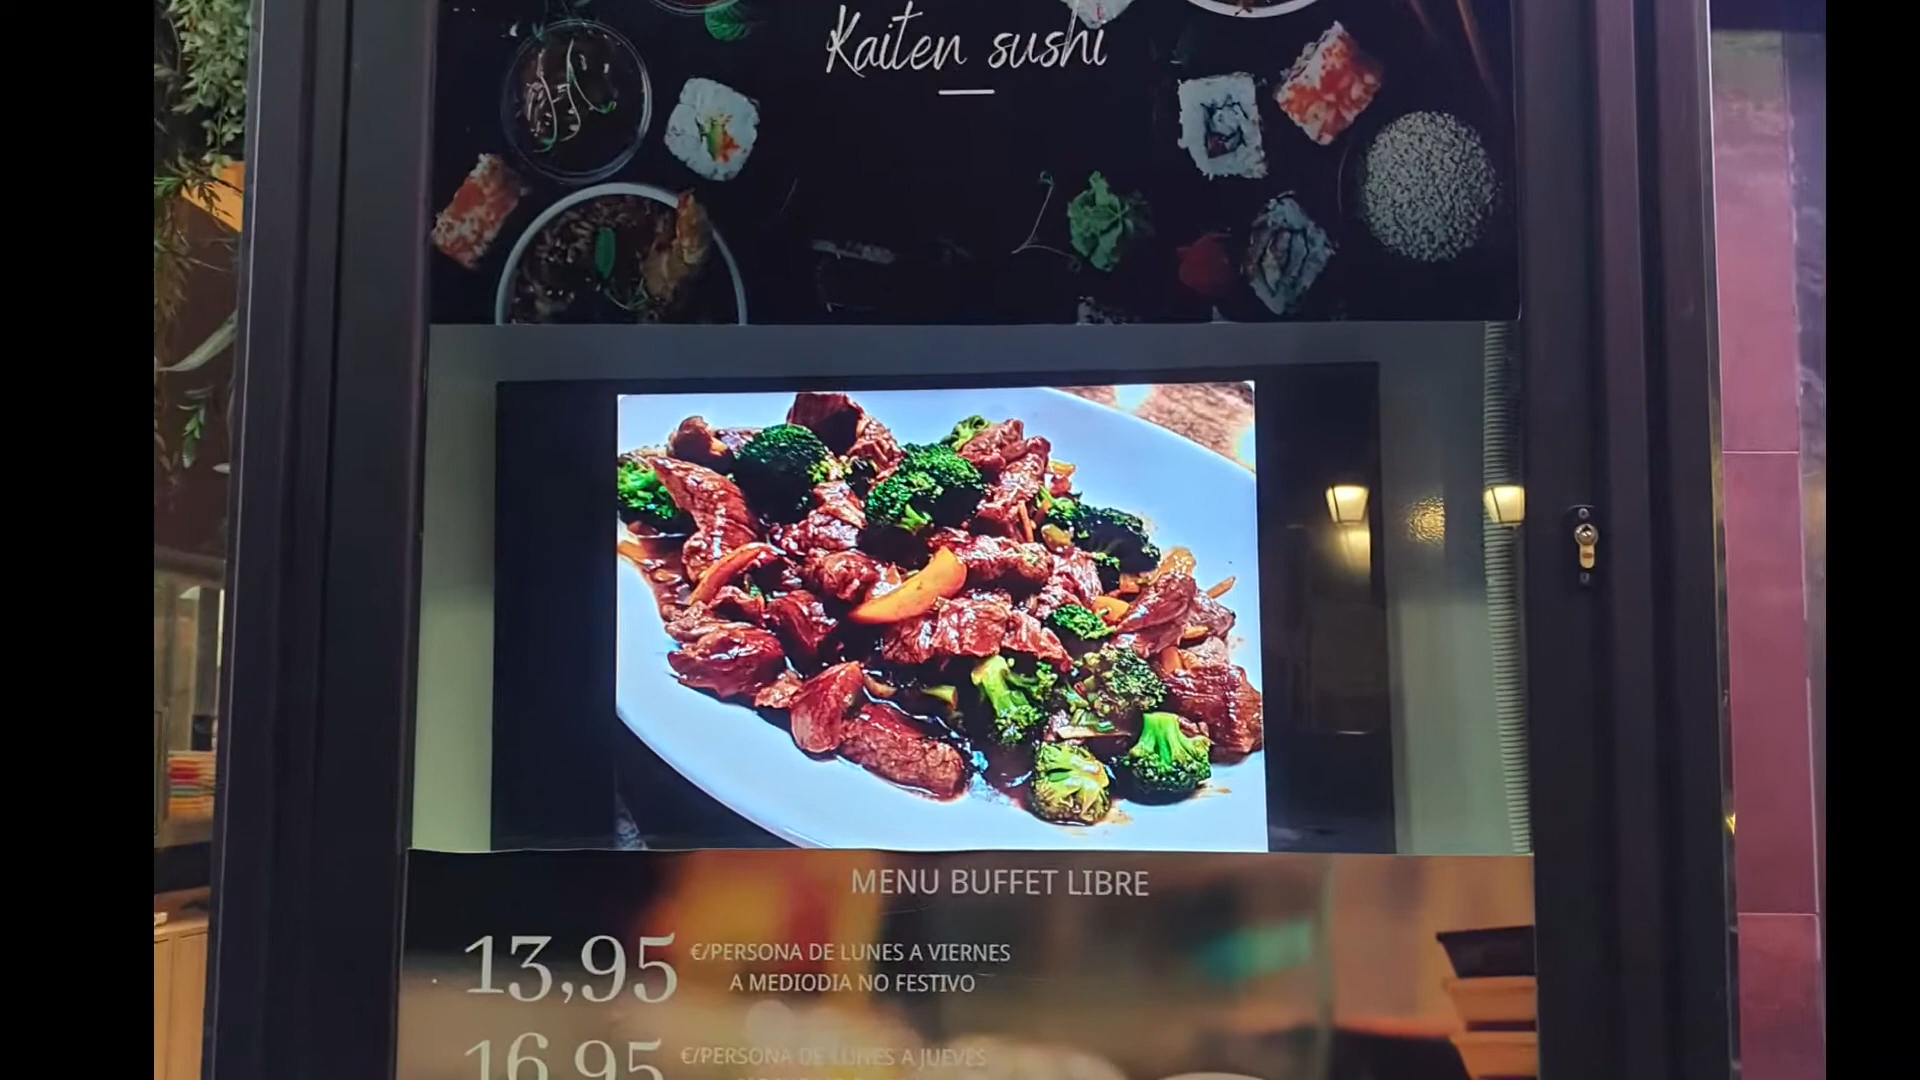 Kaiten sushi
MENU BUFFET LIBRE
13,95 €/PERSONA DE LUNES A VIERNES
A MEDIODIA NO FESTIVO
16,95 €/PERSONA DE LUNES A JUEVES